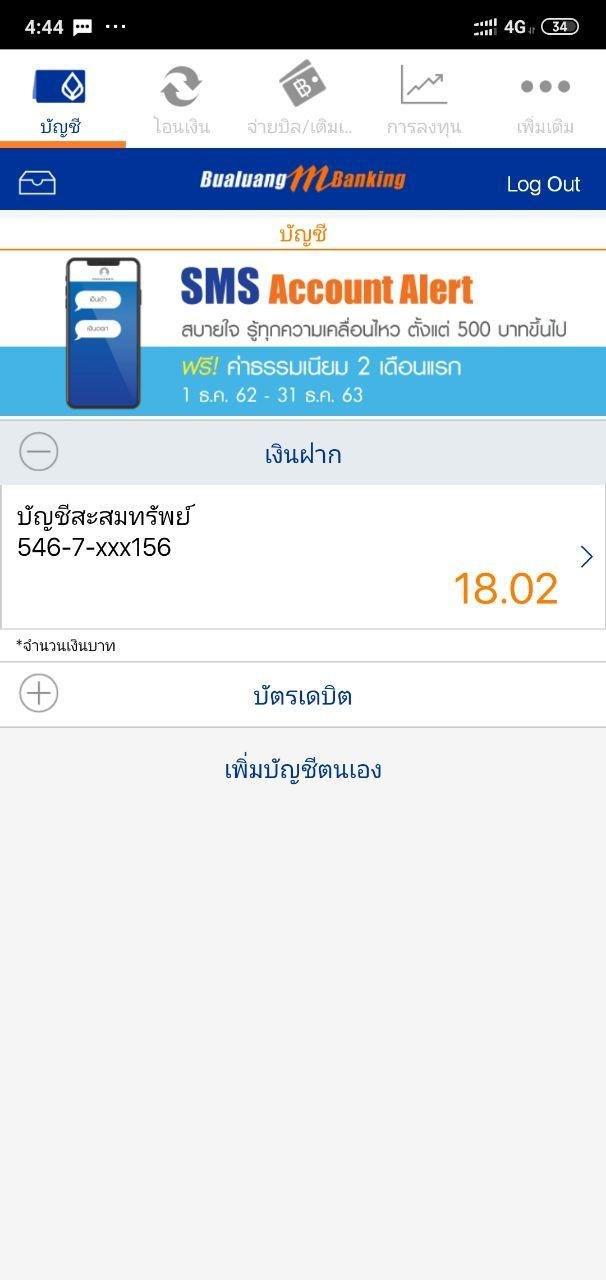 4:44 ...
4G 34
บัญชี โอนเงิน จ่ายบิล/เติมเ.. การลงทุน เพิ่มเติม
Bualuang mBanking Log Out
บัญชี
SMS Account Alert
เงินเข้า
เงินออก
สบายใจ รู้ทุกความเคลื่อนไหว ตั้งแต่ 500 บาทขึ้นไป
ฟรี! ค่าธรรมเนียม 2 เดือนแรก
1 ธ.ค. 62 - 31 ธ.ค. 63
เงินฝาก
บัญชีสะสมทรัพย์
546-7-xxx156
18.02
*จำนวนเงินบาท
บัตรเดบิต
เพิ่มบัญชีตนเอง